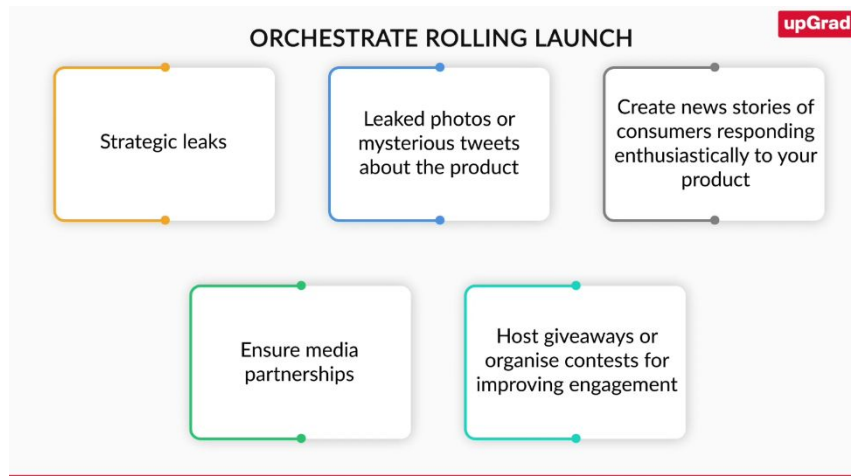 upGrad
ORCHESTRATE ROLLING LAUNCH
Strategic leaks
Leaked photos or
mysterious tweets
about the product
Create news stories of
consumers responding
enthusiastically to your
product
Ensure media
partnerships
Host giveaways or
organise contests for
improving engagement